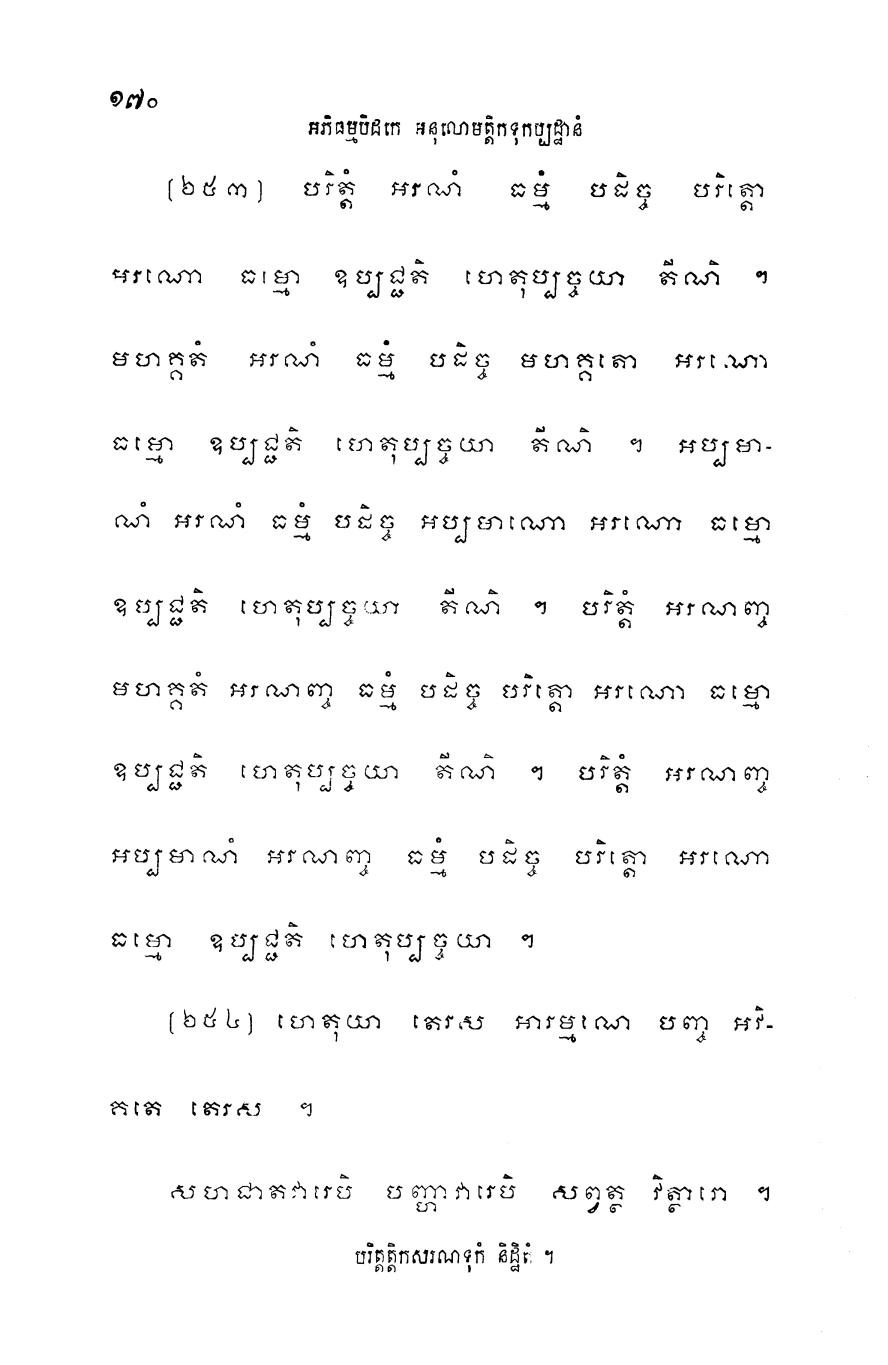 ១៧០
អភិធម្មបិដកេ អនុលោមត្តិកទុកប្បដ្ឋានំ
[២៥៣] បរិត្តំ អរណំ ធម្មំ បដិច្ច បរិត្តោ
អរណោ ធម្មោ ឧប្បជ្ជតិ ហេតុប្បច្ចយា តីណិ ។
មហគ្គតំ អរណំ ធម្មំ បដិច្ច មហគ្គតោ អរណោ
ធម្មោ ឧប្បជ្ជតិ ហេតុប្បច្ចយា តីណិ ។ អប្បមា-
ណំ អរណំ ធម្មំ បដិច្ច អប្បមាណោ អរណោ ធម្មោ
ឧប្បជ្ជតិ ហេតុប្បច្ចយា តីណិ ។ បរិត្តំ អរណញ្ច
មហគ្គតំ អរណញ្ច ធម្មំ បដិច្ច បរិត្តោ អរណោ ធម្មោ
ឧប្បជ្ជតិ ហេតុប្បច្ចយា តីណិ ។ បរិត្តំ អរណញ្ច
អប្បមាណំ អរណញ្ច ធម្មំ បដិច្ច បរិត្តោ អរណោ
ធម្មោ ឧប្បជ្ជតិ ហេតុប្បច្ចយា ។
[២៥៤] ហេតុយា តេរស អារម្មណេ បញ្ច អវិ-
គតេ តេរស ។
សហជាតវារេបិ បញ្ហាវារេបិ សព្វត្ថ វិត្ថារោ ។
បរិត្តត្តិកសរណទុកំ និដ្ឋិតំ ។